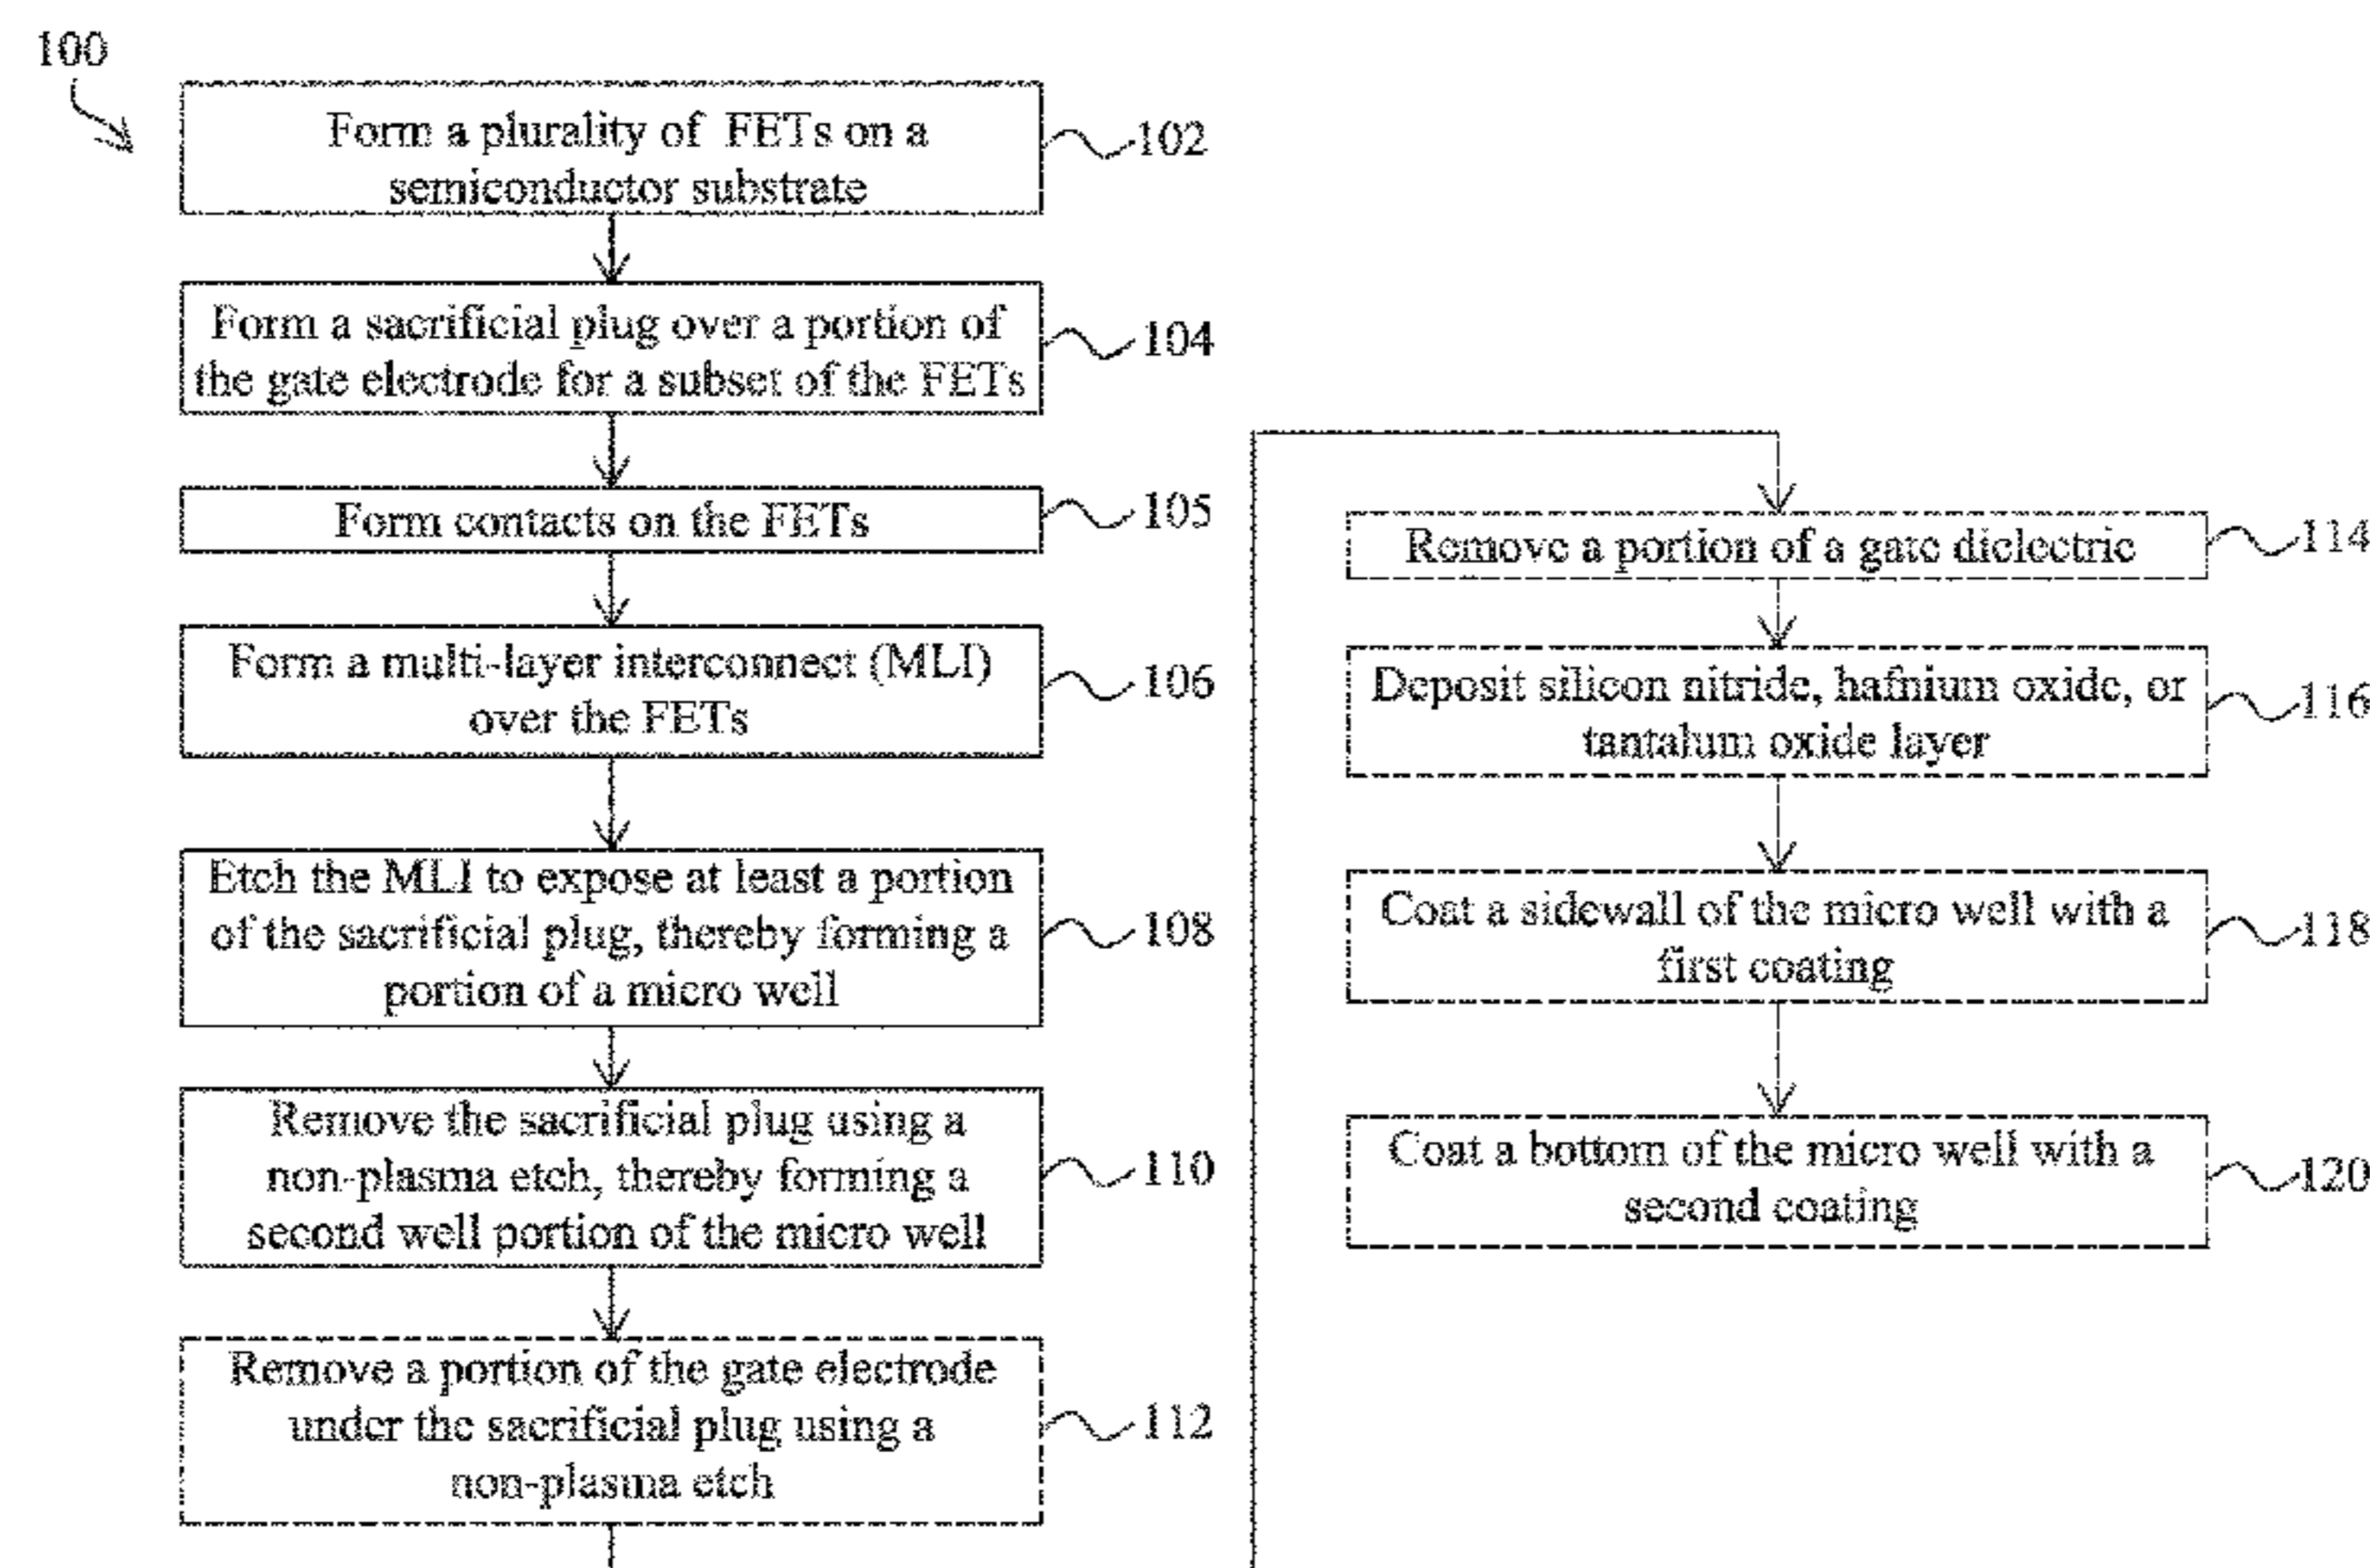 100
Form a plurality of FETs on a
semiconductor substrate
102
Form a sacrificial plug over a portion of
the gate electrode for a subset of the FETs
104
Form contacts on the FETs
105
Form a multi-layer interconnect (MLI)
over the FETs
106
Etch the MLI to expose at least a portion
of the sacrificial plug, thereby forming a
portion of a micro well
108
Remove the sacrificial plug using a
non-plasma etch, thereby forming a
second well portion of the micro well
110
Remove a portion of the gate electrode
under the sacrificial plug using a
non-plasma etch
112
Remove a portion of a gate dielectric
114
Deposit silicon nitride, hafnium oxide, or
tantalum oxide layer
116
Coat a sidewall of the micro well with a
first coating
118
Coat a bottom of the micro well with a
second coating
120